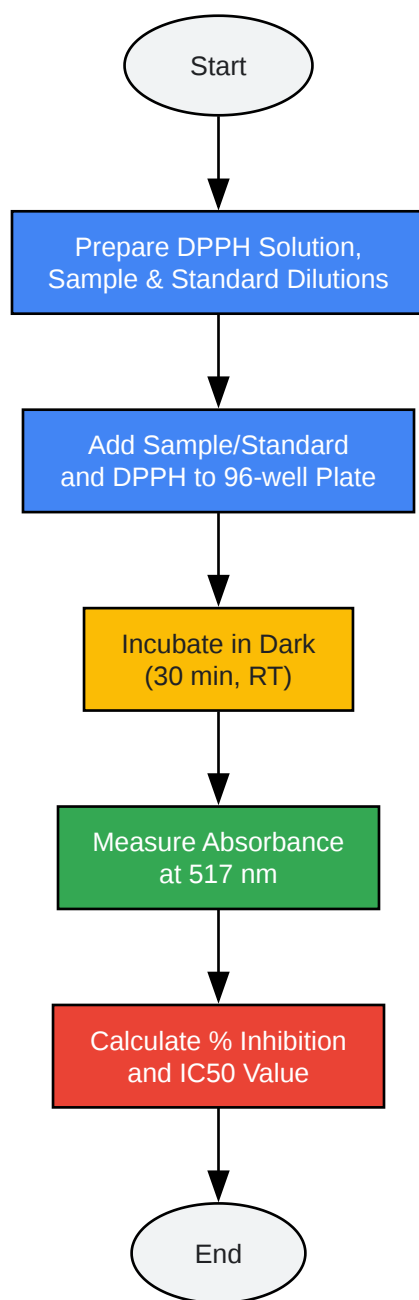 Start
Prepare DPPH Solution,
Sample & Standard Dilutions
Add Sample/Standard
and DPPH to 96-well Plate
Incubate in Dark
(30 min, RT)
Measure Absorbance
at 517 nm
Calculate % Inhibition
and IC50 Value
End